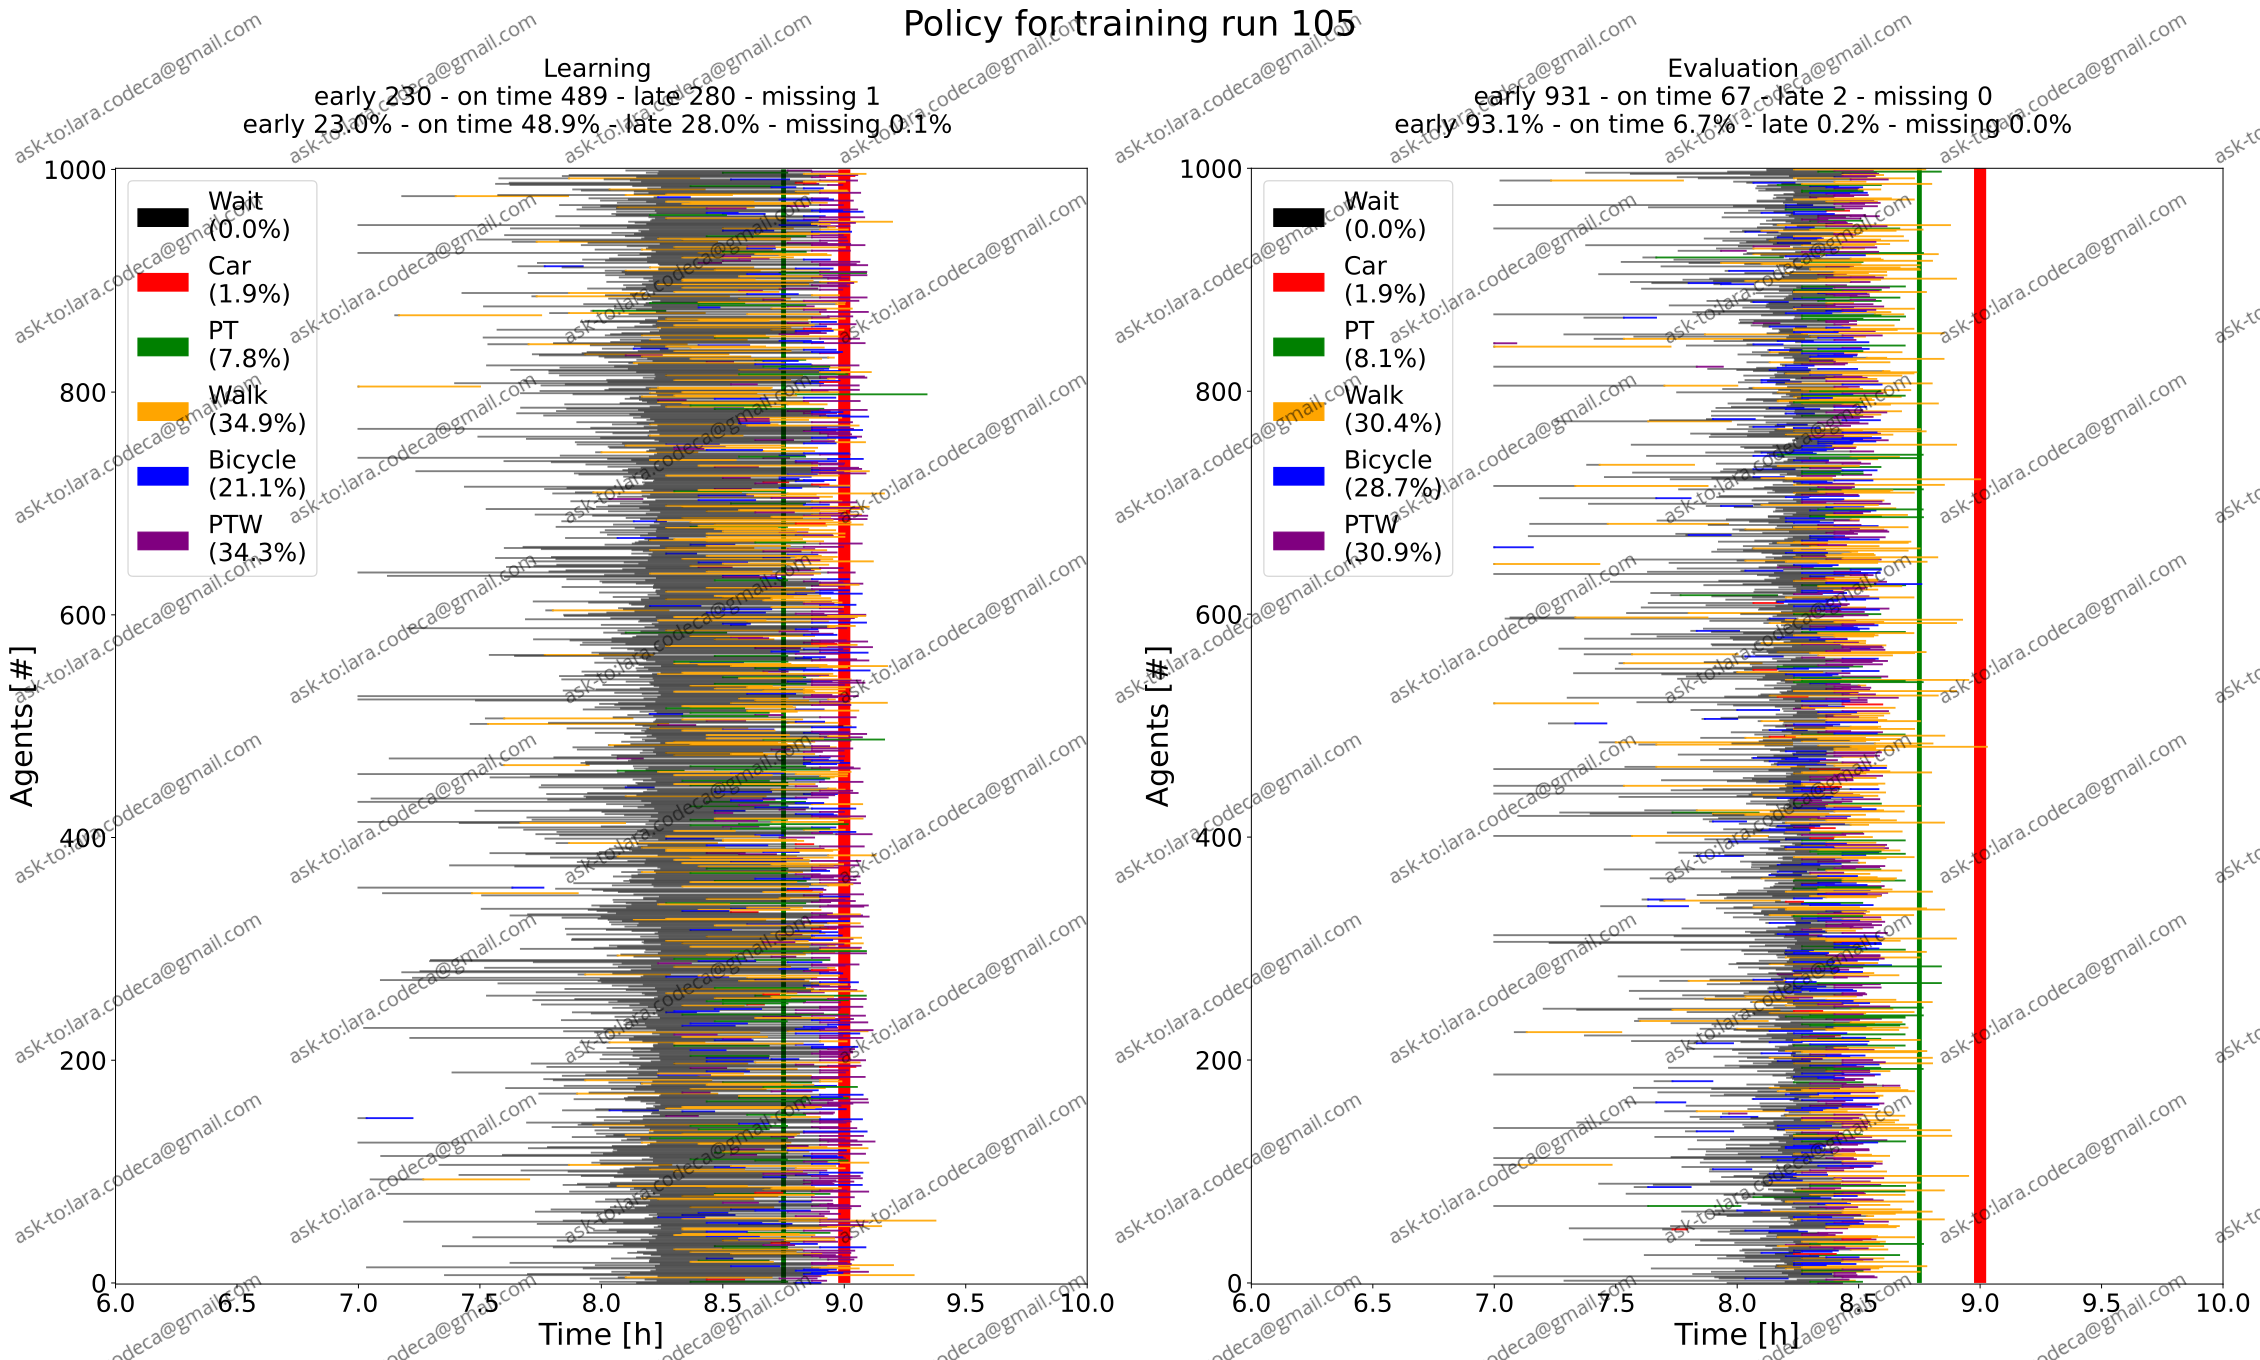 Policy for training run 105
Learning
early 230 - on time 489 - late 280 - missing 1
early 23.0% - on time 48.9% - late 28.0% - missing 0.1%
1000
800
600
400
200
0
Agents [#]
Wait
(0.0%)
Car
(1.9%)
PT
(7.8%)
Walk
(34.9%)
Bicycle
(21.1%)
PTW
(34.3%)
6.0 6.5 7.0 7.5 8.0 8.5 9.0 9.5 10.0
Time [h]
Evaluation
early 931 - on time 67 - late 2 - missing 0
early 93.1% - on time 6.7% - late 0.2% - missing 0.0%
1000
800
600
400
200
0
Agents [#]
Wait
(0.0%)
Car
(1.9%)
PT
(8.1%)
Walk
(30.4%)
Bicycle
(28.7%)
PTW
(30.9%)
6.0 6.5 7.0 7.5 8.0 8.5 9.0 9.5 10.0
Time [h]
ask-to:lara.codeca@gmail.com